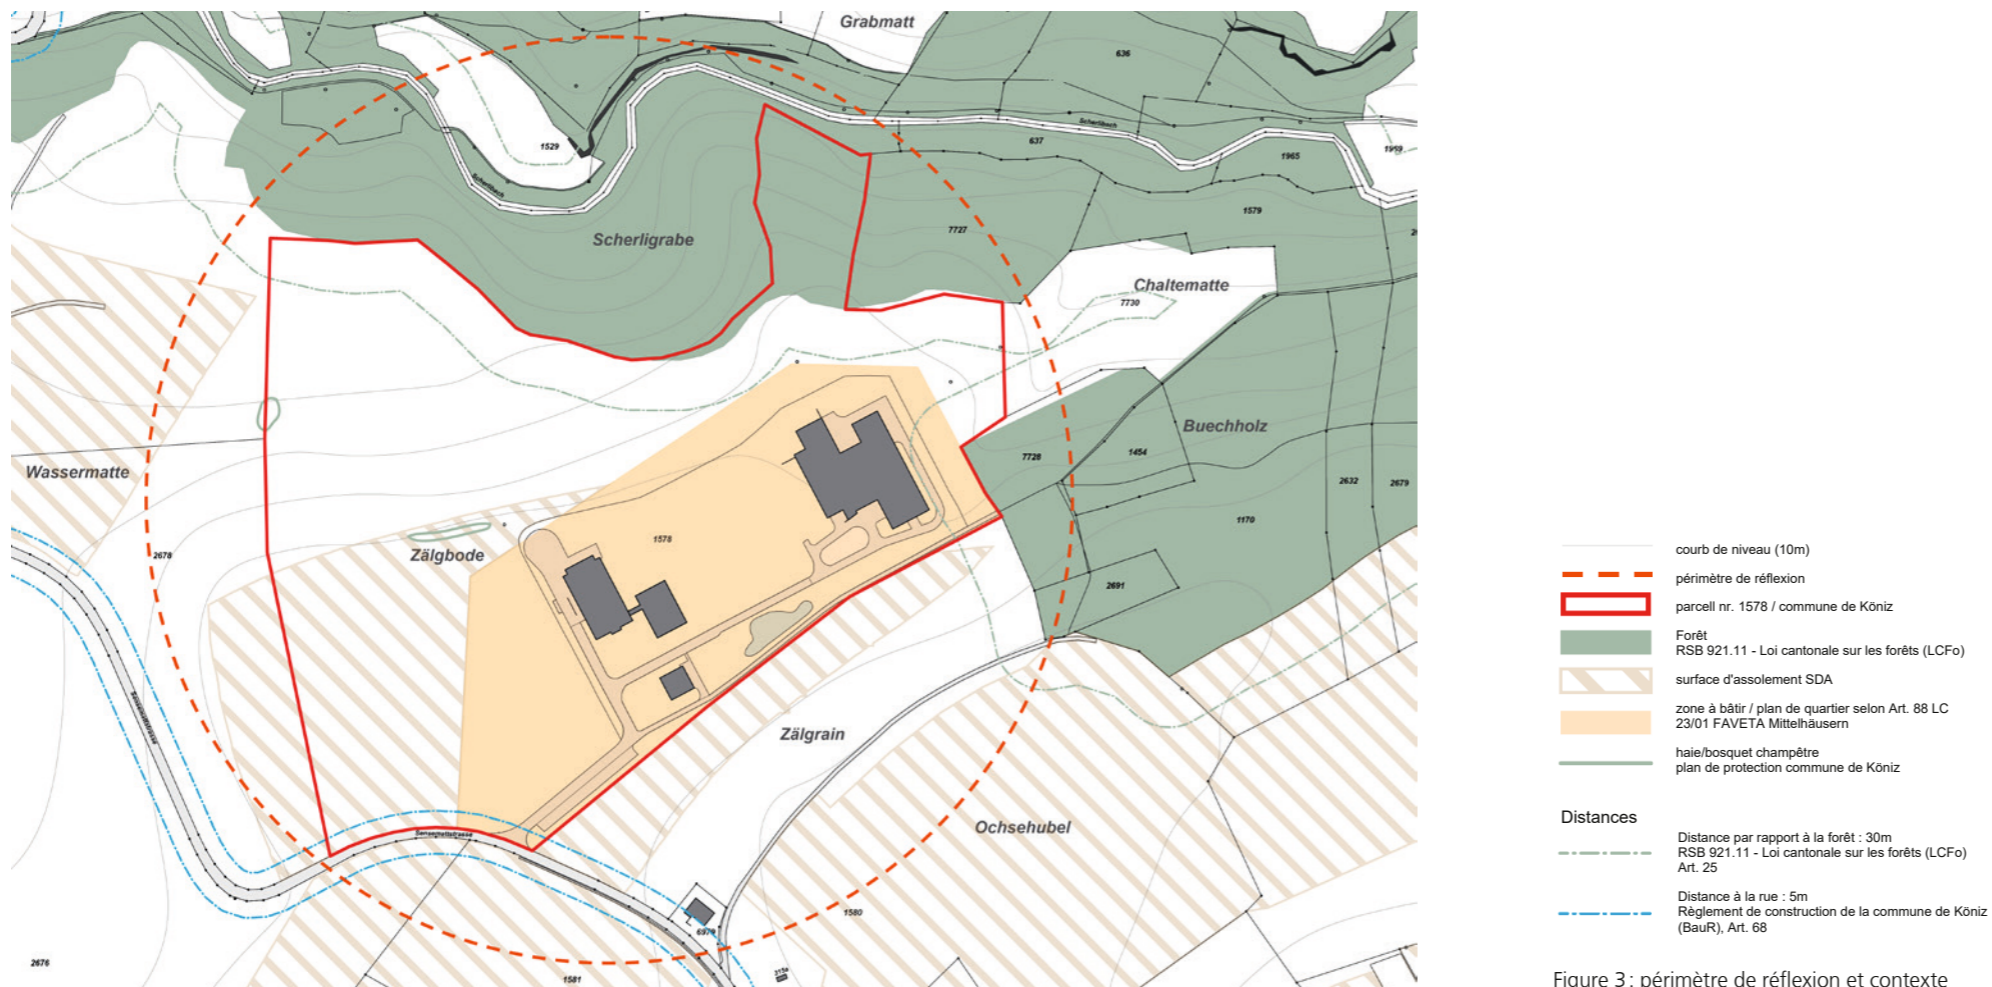 Grabmatt
636
1529
Scherlibach
637
1965
1959
Scherlibach
1579
Scherligrabe
7727
Chaltematte
7730
Buechholz
Wassermatte
7728
1454
2632
2679
1170
1578
Zälgbode
2678
2691
Sensemattstrasse
Zälgrain
Ochsehubel
Sensemattstrasse
1580
6979
2676
1581
courb de niveau (10m)
périmètre de réflexion
parcell nr. 1578 / commune de Köniz
Forêt
RSB 921.11 - Loi cantonale sur les forêts (LCFo)
surface d'assolement SDA
zone à bâtir / plan de quartier selon Art. 88 LC
23/01 FAVETA Mittelhäusern
haie/bosquet champêtre
plan de protection commune de Köniz
Distances
Distance par rapport à la forêt : 30m
RSB 921.11 - Loi cantonale sur les forêts (LCFo)
Art. 25
Distance à la rue : 5m
Règlement de construction de la commune de Köniz
(BauR), Art. 68
Figure 3 : périmètre de réflexion et contexte